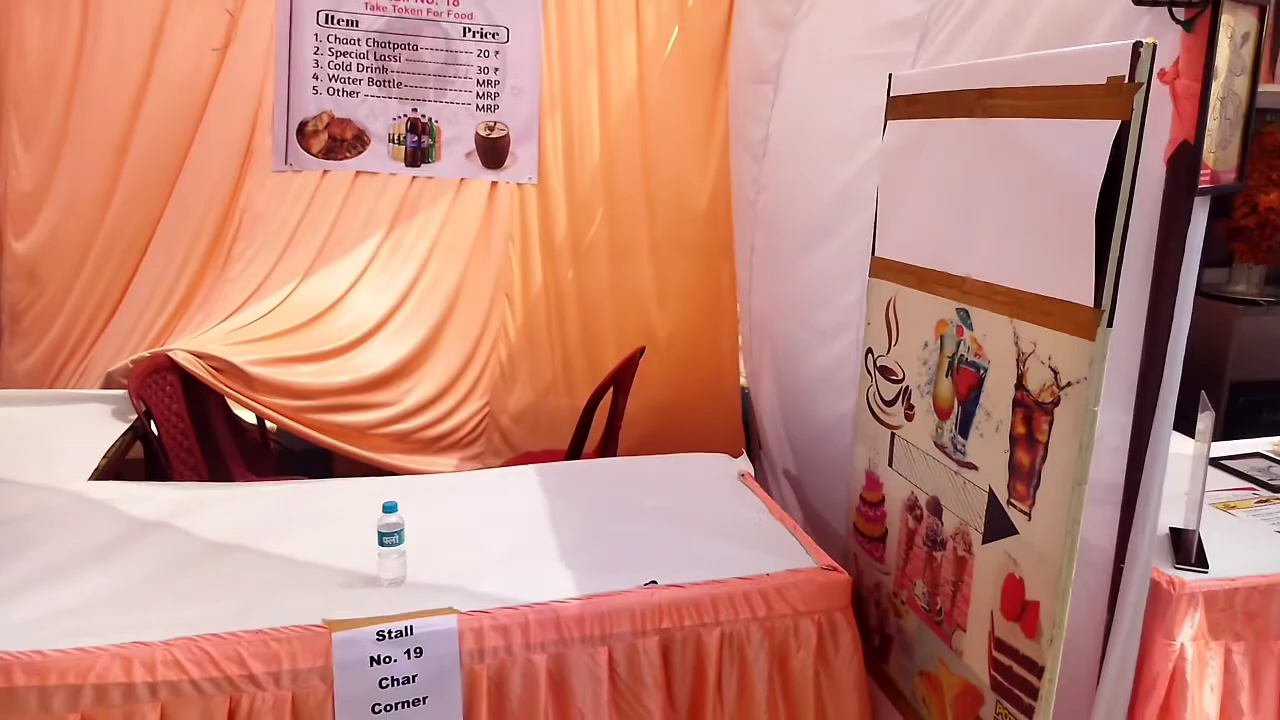 Take Token For Food
Item Price
1. Chaat Chatpata---------- 20 ₹
2. Special Lassi -------------- 30 ₹
3. Cold Drink------------------ MRP
4. Water Bottle--------------- MRP
5. Other ----------------------- MRP
फ्लो
Stall
No. 19
Char
Corner